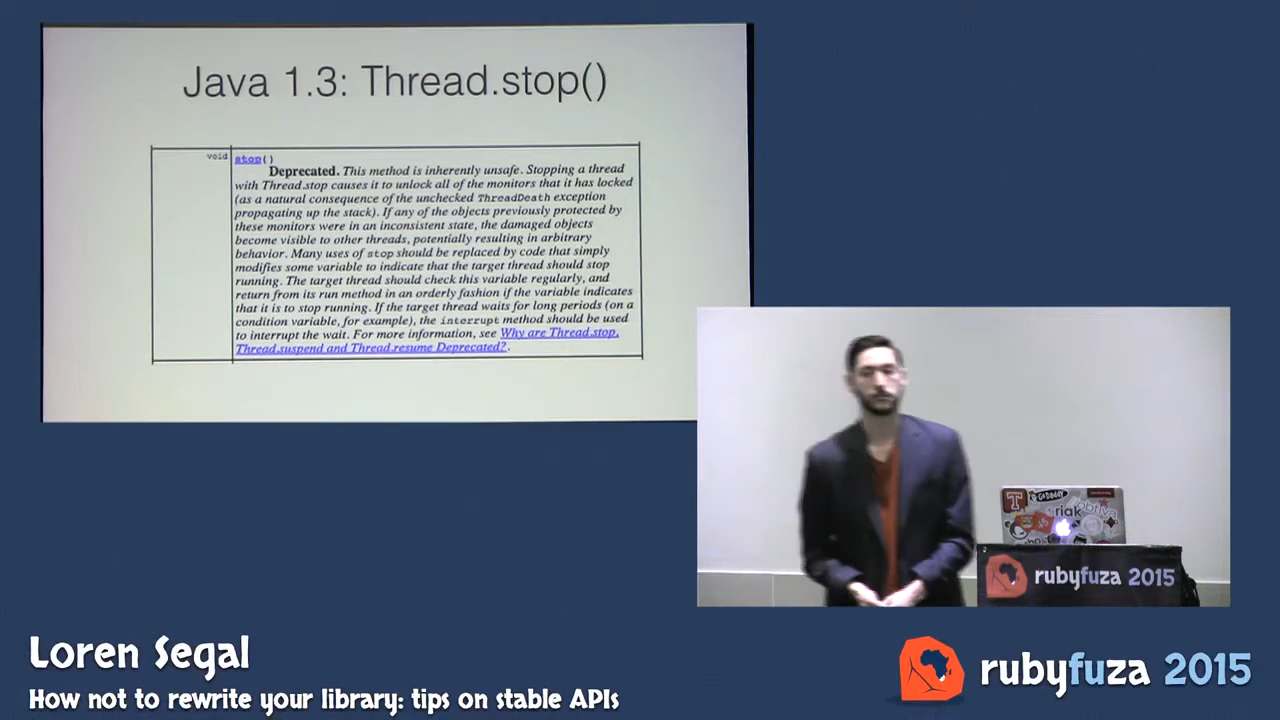 Java 1.3: Thread.stop()
void stop()
Deprecated. This method is inherently unsafe. Stopping a thread
with Thread.stop causes it to unlock all of the monitors that it has locked
(as a natural consequence of the unchecked ThreadDeath exception
propagating up the stack). If any of the objects previously protected by
these monitors were in an inconsistent state, the damaged objects
become visible to other threads, potentially resulting in arbitrary
behavior. Many uses of stop should be replaced by code that simply
modifies some variable to indicate that the target thread should stop
running. The target thread should check this variable regularly, and
return from its run method in an orderly fashion if the variable indicates
that it is to stop running. If the target thread waits for long periods (on a
condition variable, for example), the interrupt method should be used
to interrupt the wait. For more information, see Why are Thread.stop,
Thread.suspend and Thread.resume Deprecated?.
T
GoDaddy
riak
obtiva
rubyfuza 2015
Loren Segal
How not to rewrite your library: tips on stable APIs
rubyfuza 2015